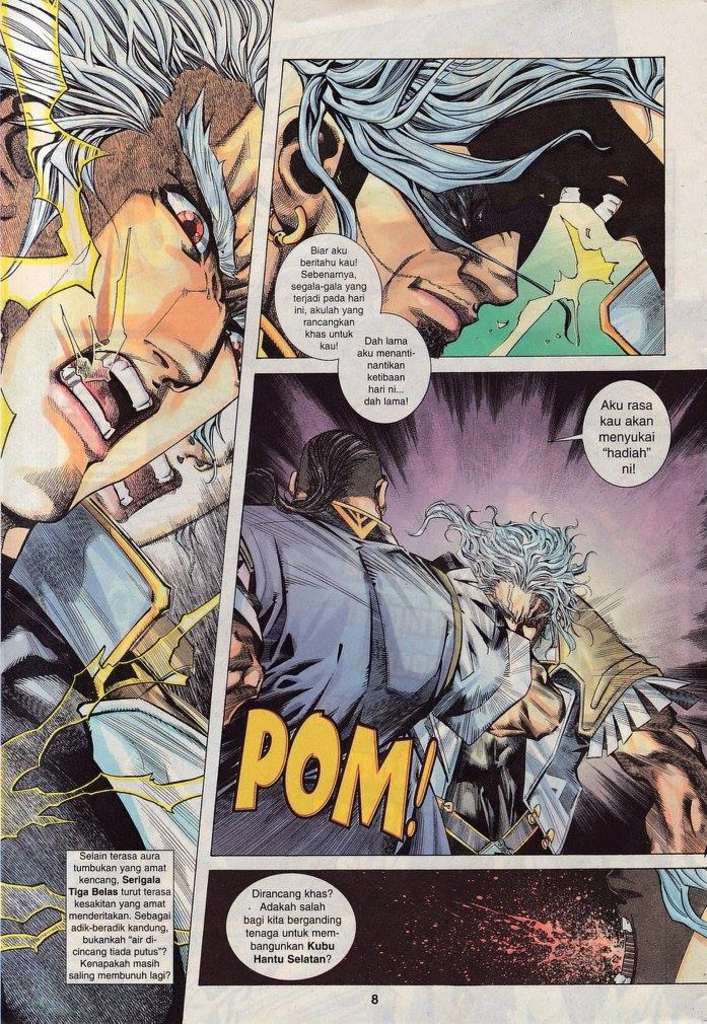 Biar aku
beritahu kau!
Sebenarnya,
segala-gala yang
terjadi pada hari
ini, akulah yang
rancangkan
khas untuk
kau!
Dah lama
aku menanti-
nantikan
ketibaan
hari ni...
dah lama!
Aku rasa
kau akan
menyukai
"hadiah"
ni!
POM!
Selain terasa aura
tumbukan yang amat
kencang, Serigala
Tiga Belas turut terasa
kesakitan yang amat
menderitakan. Sebagai
adik-beradik kandung,
bukankah "air di-
cincang tiada putus"?
Kenapakah masih
saling membunuh lagi?
Dirancang khas?
Adakah salah
bagi kita berganding
tenaga untuk mem-
bangunkan Kubu
Hantu Selatan?
8